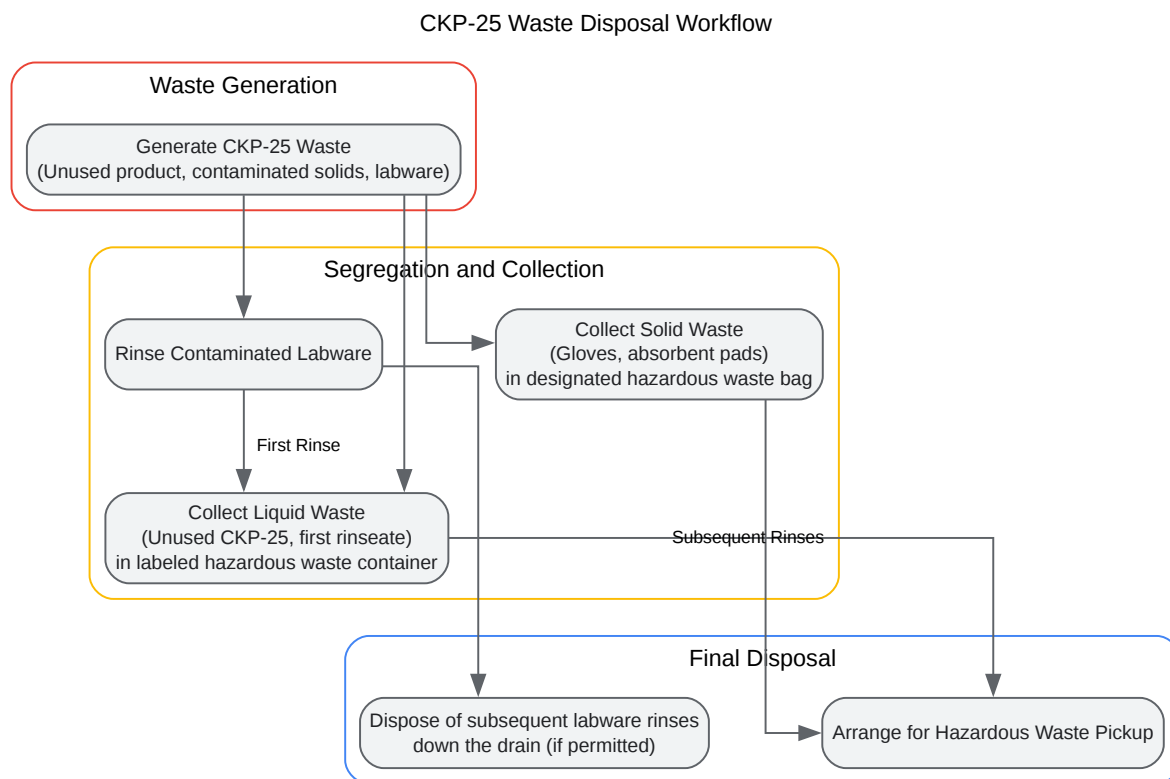 CKP-25 Waste Disposal Workflow
Waste Generation
Generate CKP-25 Waste
(Unused product, contaminated solids, labware)
Segregation and Collection
Rinse Contaminated Labware
Collect Solid Waste
(Gloves, absorbent pads)
in designated hazardous waste bag
First Rinse
Collect Liquid Waste
(Unused CKP-25, first rinseate)
in labeled hazardous waste container
Subsequent Rinses
Final Disposal
Dispose of subsequent labware rinses
down the drain (if permitted)
Arrange for Hazardous Waste Pickup